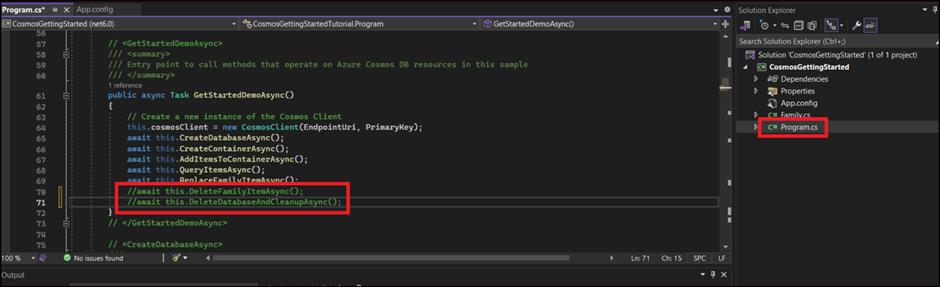 Program.cs*
App.config
Solution Explorer
CosmosGettingStarted (net6.0)
CosmosGettingStartedTutorial.Program
GetStartedDemoAsync()
Search Solution Explorer (Ctrl+;)
Solution 'CosmosGettingStarted' (1 of 1 project)
CosmosGettingStarted
Dependencies
Properties
App.config
C# Family.cs
C# Program.cs
56
57 // <GetStartedDemoAsync>
58 /// <summary>
59 /// Entry point to call methods that operate on Azure Cosmos DB resources in this sample
60 /// </summary>
1 reference
61 public async Task GetStartedDemoAsync()
62 {
63 // Create a new instance of the Cosmos Client
64 this.cosmosClient = new CosmosClient(EndpointUri, PrimaryKey);
65 await this.CreateDatabaseAsync();
66 await this.CreateContainerAsync();
67 await this.AddItemsToContainerAsync();
68 await this.QueryItemsAsync();
69 await this.ReplaceFamilyItemAsync();
70 //await this.DeleteFamilyItemAsync();
71 //await this.DeleteDatabaseAndCleanupAsync();
72 }
73 // </GetStartedDemoAsync>
74
75 // <CreateDatabaseAsync>
100 %
No issues found
Ln: 71 Ch: 15 SPC LF
Output